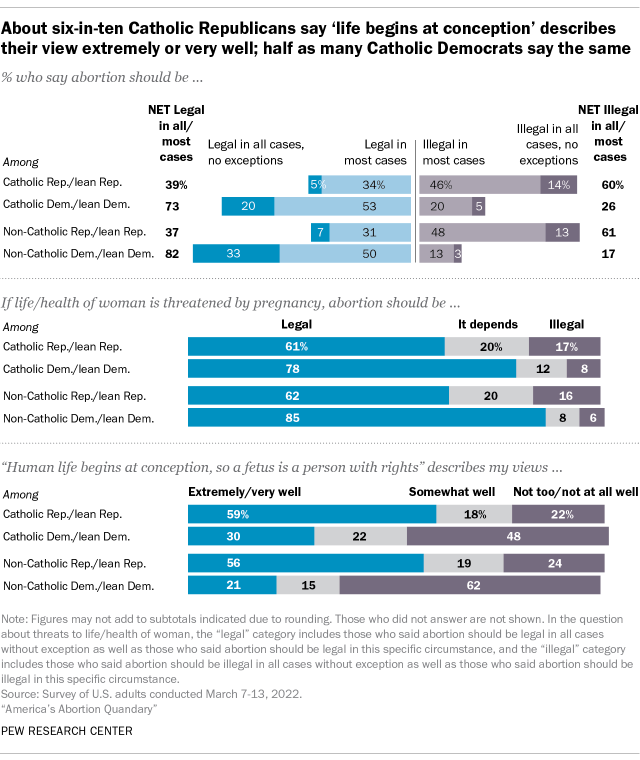 About six-in-ten Catholic Republicans say ‘life begins at conception’ describes
their view extremely or very well; half as many Catholic Democrats say the same
% who say abortion should be ...
NET Legal in all/ most cases
Legal in all cases, no exceptions
Legal in most cases
Illegal in most cases
Illegal in all cases, no exceptions
NET Illegal in all/ most cases
Among
Catholic Rep./lean Rep. 39% 5% 34% 46% 14% 60%
Catholic Dem./lean Dem. 73 20 53 20 5 26
Non-Catholic Rep./lean Rep. 37 7 31 48 13 61
Non-Catholic Dem./lean Dem. 82 33 50 13 3 17
If life/health of woman is threatened by pregnancy, abortion should be ...
Among Legal It depends Illegal
Catholic Rep./lean Rep. 61% 20% 17%
Catholic Dem./lean Dem. 78 12 8
Non-Catholic Rep./lean Rep. 62 20 16
Non-Catholic Dem./lean Dem. 85 8 6
“Human life begins at conception, so a fetus is a person with rights” describes my views ...
Among Extremely/very well Somewhat well Not too/not at all well
Catholic Rep./lean Rep. 59% 18% 22%
Catholic Dem./lean Dem. 30 22 48
Non-Catholic Rep./lean Rep. 56 19 24
Non-Catholic Dem./lean Dem. 21 15 62
Note: Figures may not add to subtotals indicated due to rounding. Those who did not answer are not shown. In the
question about threats to life/health of woman, the “legal” category includes those who said abortion should be legal in all cases
without exception as well as those who said abortion should be legal in this specific circumstance, and the “illegal” category
includes those who said abortion should be illegal in all cases without exception as well as those who said abortion should be
illegal in this specific circumstance.
Source: Survey of U.S. adults conducted March 7-13, 2022.
“America’s Abortion Quandary”
PEW RESEARCH CENTER